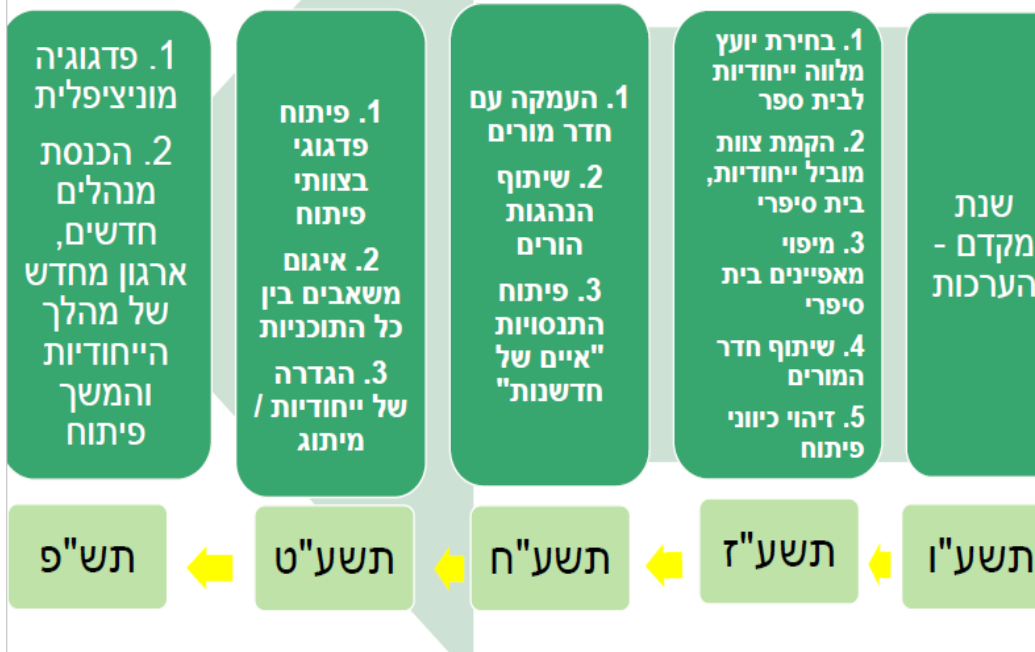 שנת
מקדם -
הערכות
1. בחירת יועץ
מלווה ייחודיות
לבית ספר
2. הקמת צוות
מוביל ייחודיות,
בית סיפרי
3. מיפוי
מאפיינים בית
סיפרי
4. שיתוף חדר
המורים
5. זיהוי כיווני
פיתוח
1. העמקה עם
חדר מורים
2. שיתוף
הנהגות
הורים
3. פיתוח
התנסויות
"איים של
חדשנות"
1. פיתוח
פדגוגי
בצוותי
פיתוח
2. איגום
משאבים בין
כל התוכניות
3. הגדרה
של ייחודיות /
מיתוג
1. פדגוגיה
מוניציפלית
2. הכנסת
מנהלים
חדשים,
ארגון מחדש
של מהלך
הייחודיות
והמשך
פיתוח
תשע"ו
תשע"ז
תשע"ח
תשע"ט
תש"פ